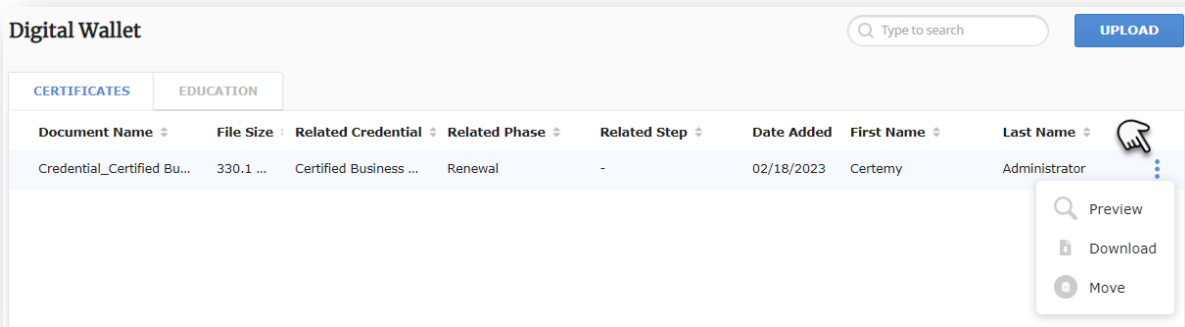 Digital Wallet
Type to search
UPLOAD
CERTIFICATES EDUCATION
Document Name File Size Related Credential Related Phase Related Step Date Added First Name Last Name
Credential_Certified Bu... 330.1 ... Certified Business ... Renewal - 02/18/2023 Certemy Administrator
Preview
Download
Move